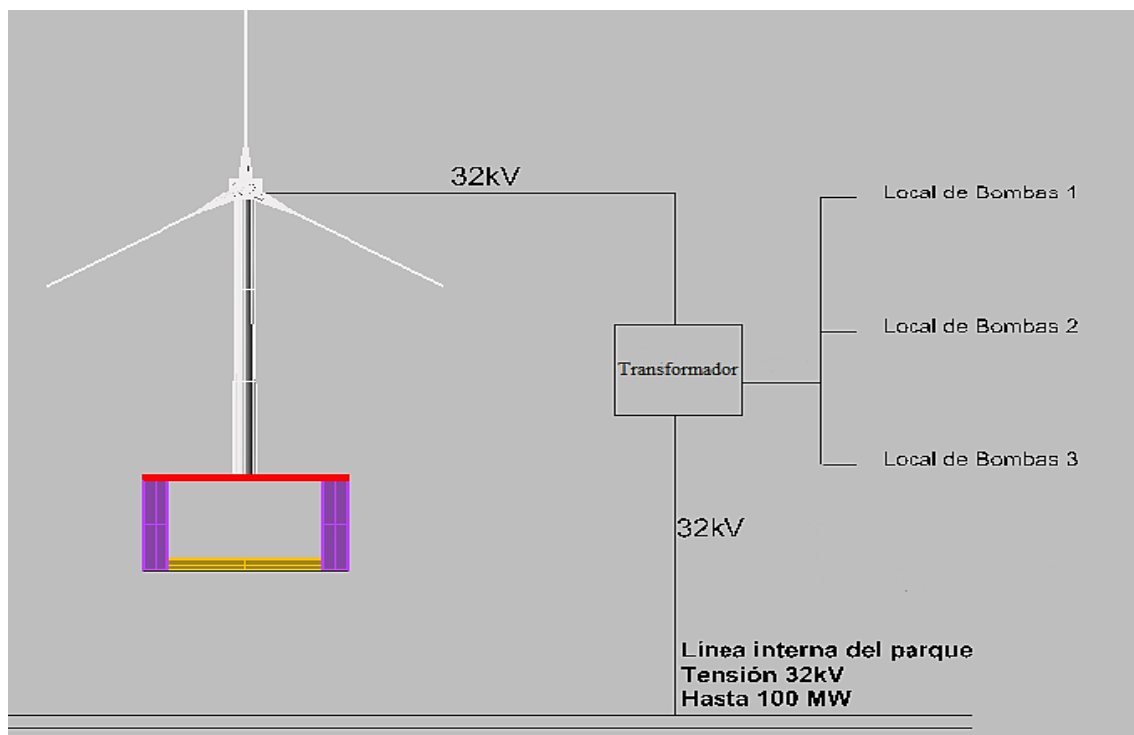 32kV
Local de Bombas 1
Local de Bombas 2
Transformador
Local de Bombas 3
32kV
Línea interna del parque
Tensión 32kV
Hasta 100 MW